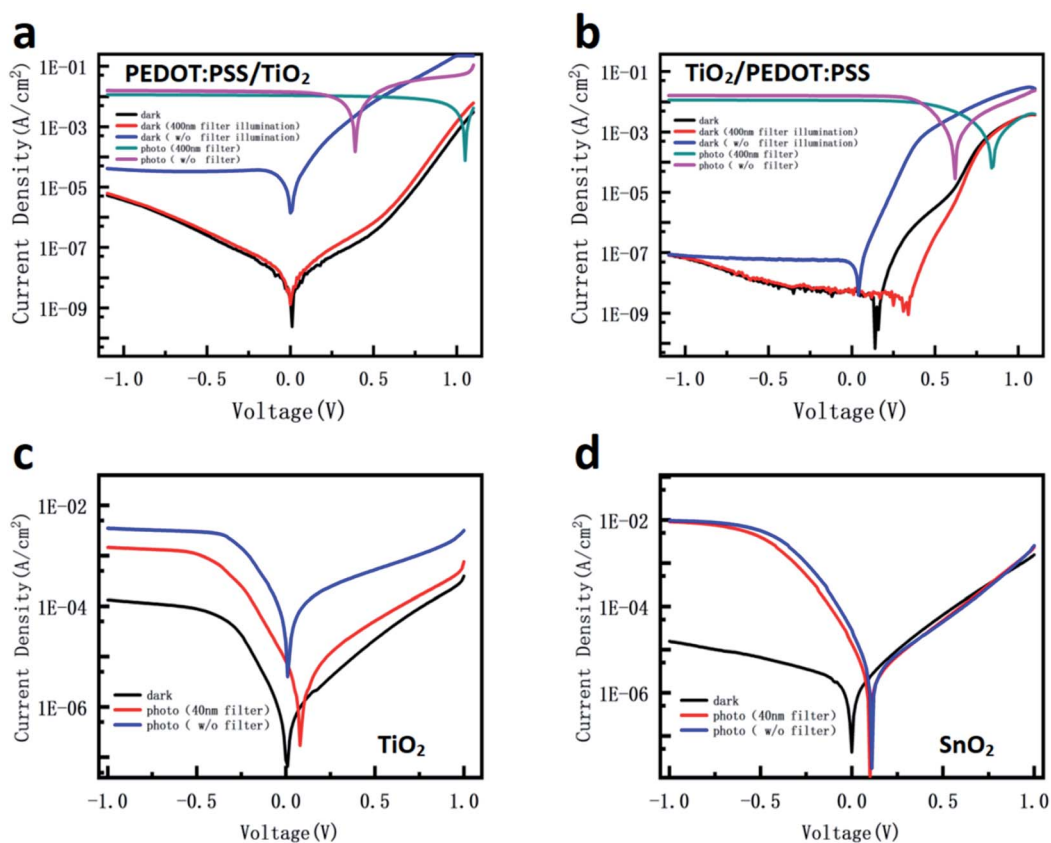 a
PEDOT:PSS/TiO₂
dark
dark (400nm filter illumination)
dark ( w/o filter illumination)
photo (400nm filter)
photo ( w/o filter)
1E-01
1E-03
1E-05
1E-07
1E-09
Current Density(A/cm²)
-1.0 -0.5 0.0 0.5 1.0
Voltage(V)
b
TiO₂/PEDOT:PSS
dark
dark (400nm filter illumination)
dark ( w/o filter illumination)
photo (400nm filter)
photo ( w/o filter)
1E-01
1E-03
1E-05
1E-07
1E-09
Current Density(A/cm²)
-1.0 -0.5 0.0 0.5 1.0
Voltage(V)
c
1E-02
1E-04
1E-06
Current Density(A/cm²)
dark
photo (40nm filter)
photo ( w/o filter)
TiO₂
-1.0 -0.5 0.0 0.5 1.0
Voltage(V)
d
1E-02
1E-04
1E-06
Current Density(A/cm²)
dark
photo (40nm filter)
photo ( w/o filter)
SnO₂
-1.0 -0.5 0.0 0.5 1.0
Voltage(V)